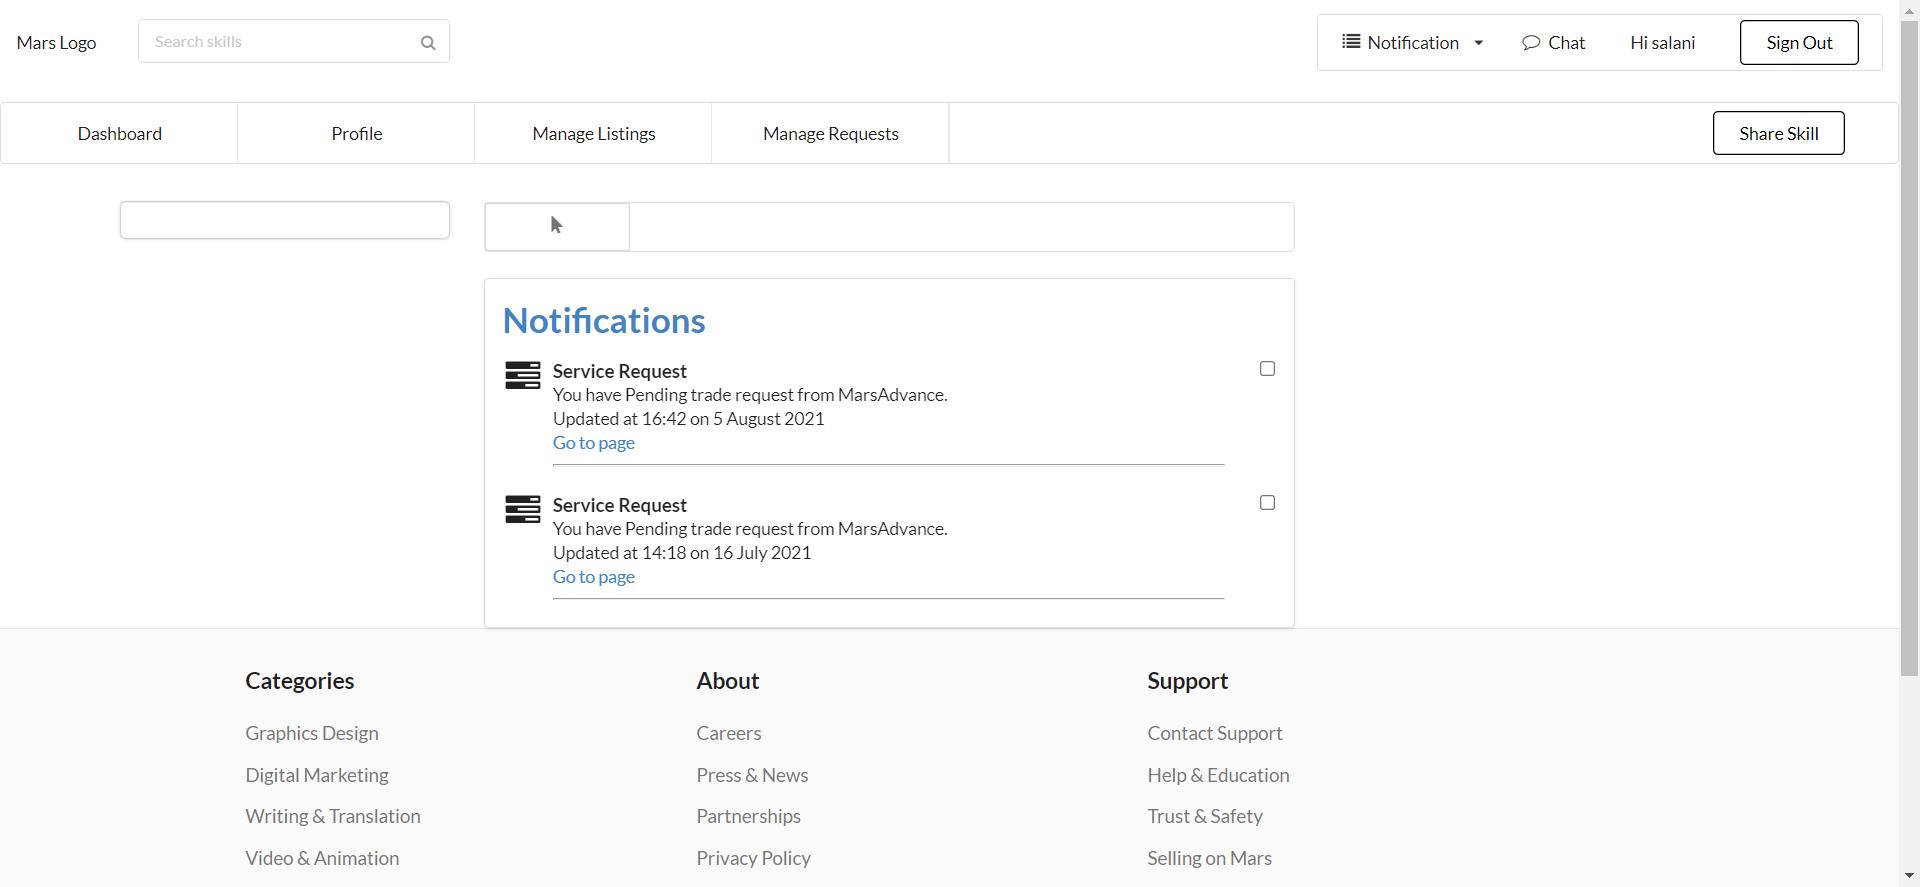 Mars Logo
Search skills
Notification
Chat
Hi salani
Sign Out
Dashboard
Profile
Manage Listings
Manage Requests
Share Skill
Notifications
Service Request
You have Pending trade request from MarsAdvance.
Updated at 16:42 on 5 August 2021
Go to page
Service Request
You have Pending trade request from MarsAdvance.
Updated at 14:18 on 16 July 2021
Go to page
Categories
Graphics Design
Digital Marketing
Writing & Translation
Video & Animation
About
Careers
Press & News
Partnerships
Privacy Policy
Support
Contact Support
Help & Education
Trust & Safety
Selling on Mars